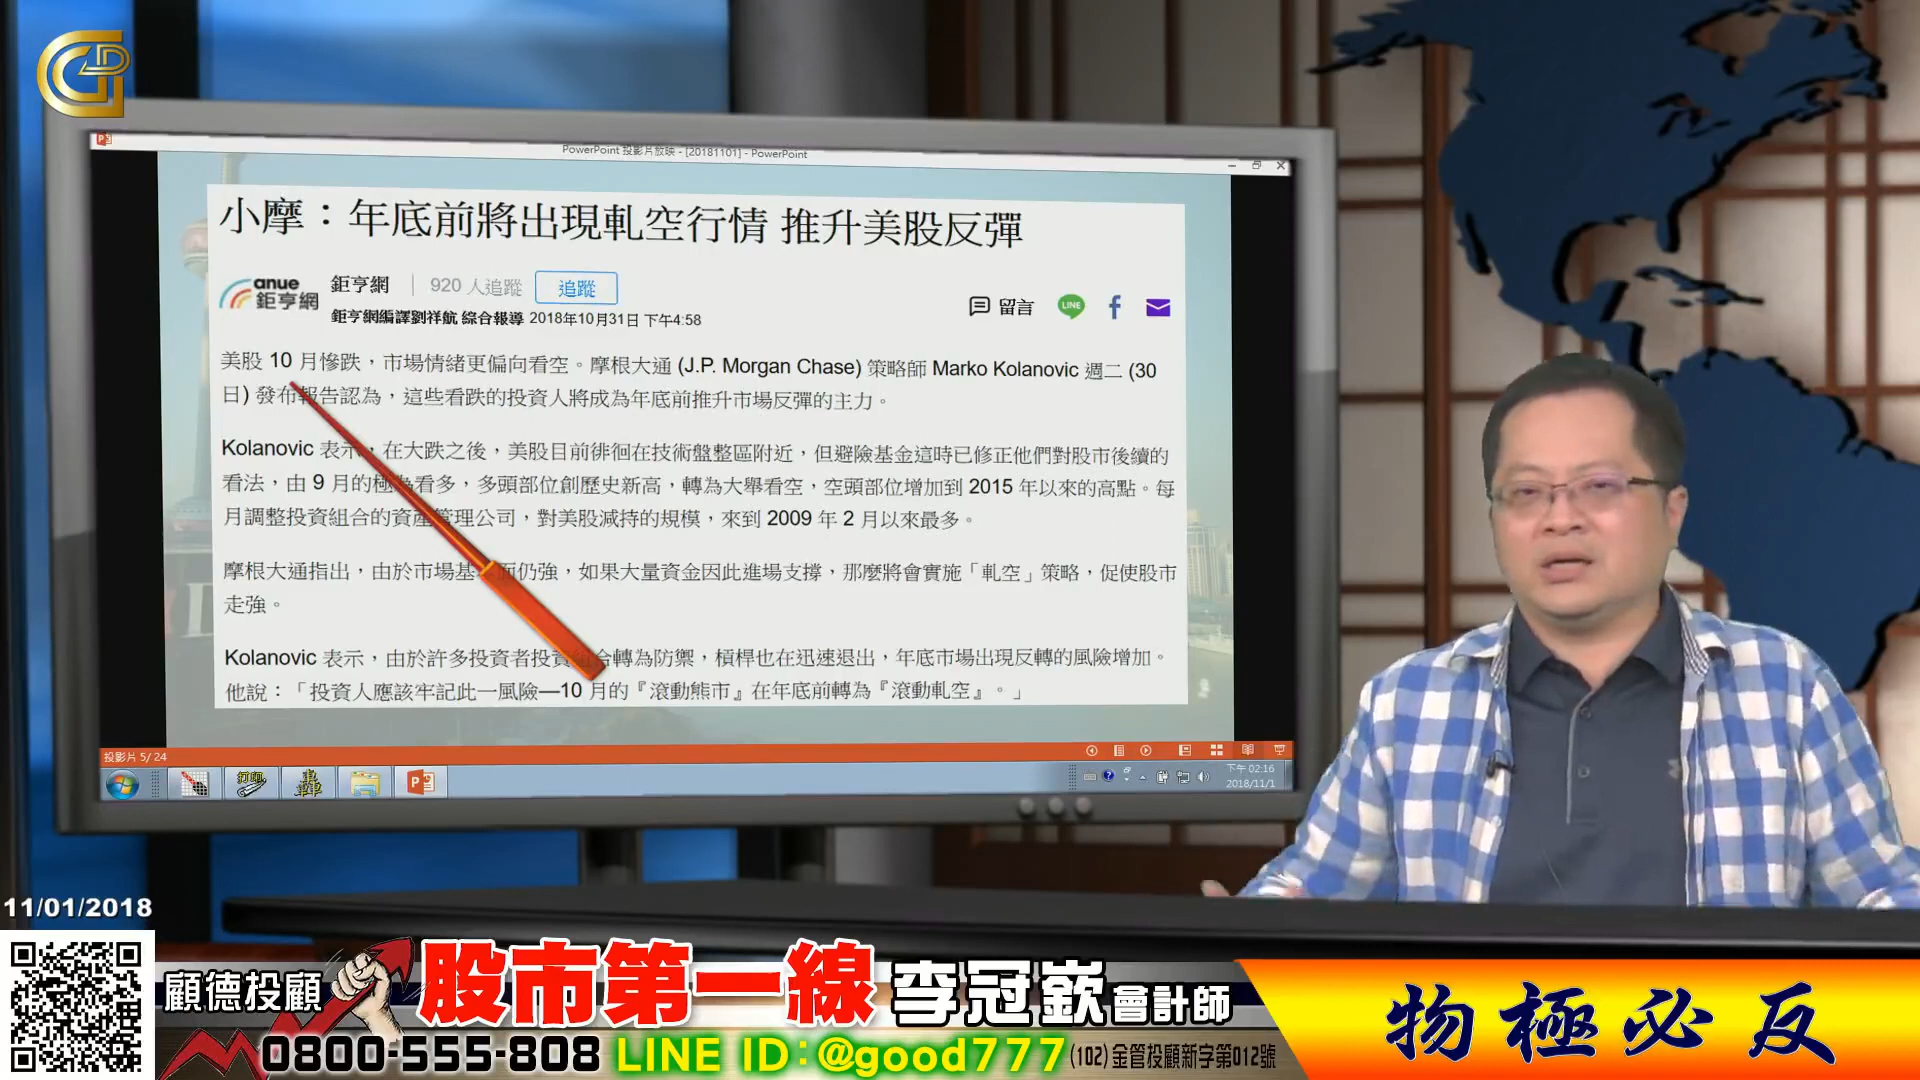 PowerPoint 投影片放映 - [20181101] - PowerPoint
小摩：年底前將出現軋空行情 推升美股反彈
anue
鉅亨網
鉅亨網
920 人追蹤
追蹤
鉅亨網編譯劉祥航 綜合報導 2018年10月31日 下午4:58
留言
LINE
美股 10 月慘跌，市場情緒更偏向看空。摩根大通 (J.P. Morgan Chase) 策略師 Marko Kolanovic 週二 (30
日) 發布報告認為，這些看跌的投資人將成為年底前推升市場反彈的主力。
Kolanovic 表示，在大跌之後，美股目前徘徊在技術盤整區附近，但避險基金這時已修正他們對股市後續的
看法，由 9 月的極為看多，多頭部位創歷史新高，轉為大舉看空，空頭部位增加到 2015 年以來的高點。每
月調整投資組合的資產管理公司，對美股減持的規模，來到 2009 年 2 月以來最多。
摩根大通指出，由於市場基本面仍強，如果大量資金因此進場支撐，那麼將會實施「軋空」策略，促使股市
走強。
Kolanovic 表示，由於許多投資者投資組合轉為防禦，槓桿也在迅速退出，年底市場出現反轉的風險增加。
他說：「投資人應該牢記此一風險—10 月的『滾動熊市』在年底前轉為『滾動軋空』。」
投影片 5/ 24
下午 02:16
2018/11/1
11/01/2018
顧德投顧
股市第一線
李冠嶔會計師
0800-555-808
LINE ID:@good777
(102)金管投顧新字第012號
物極必反